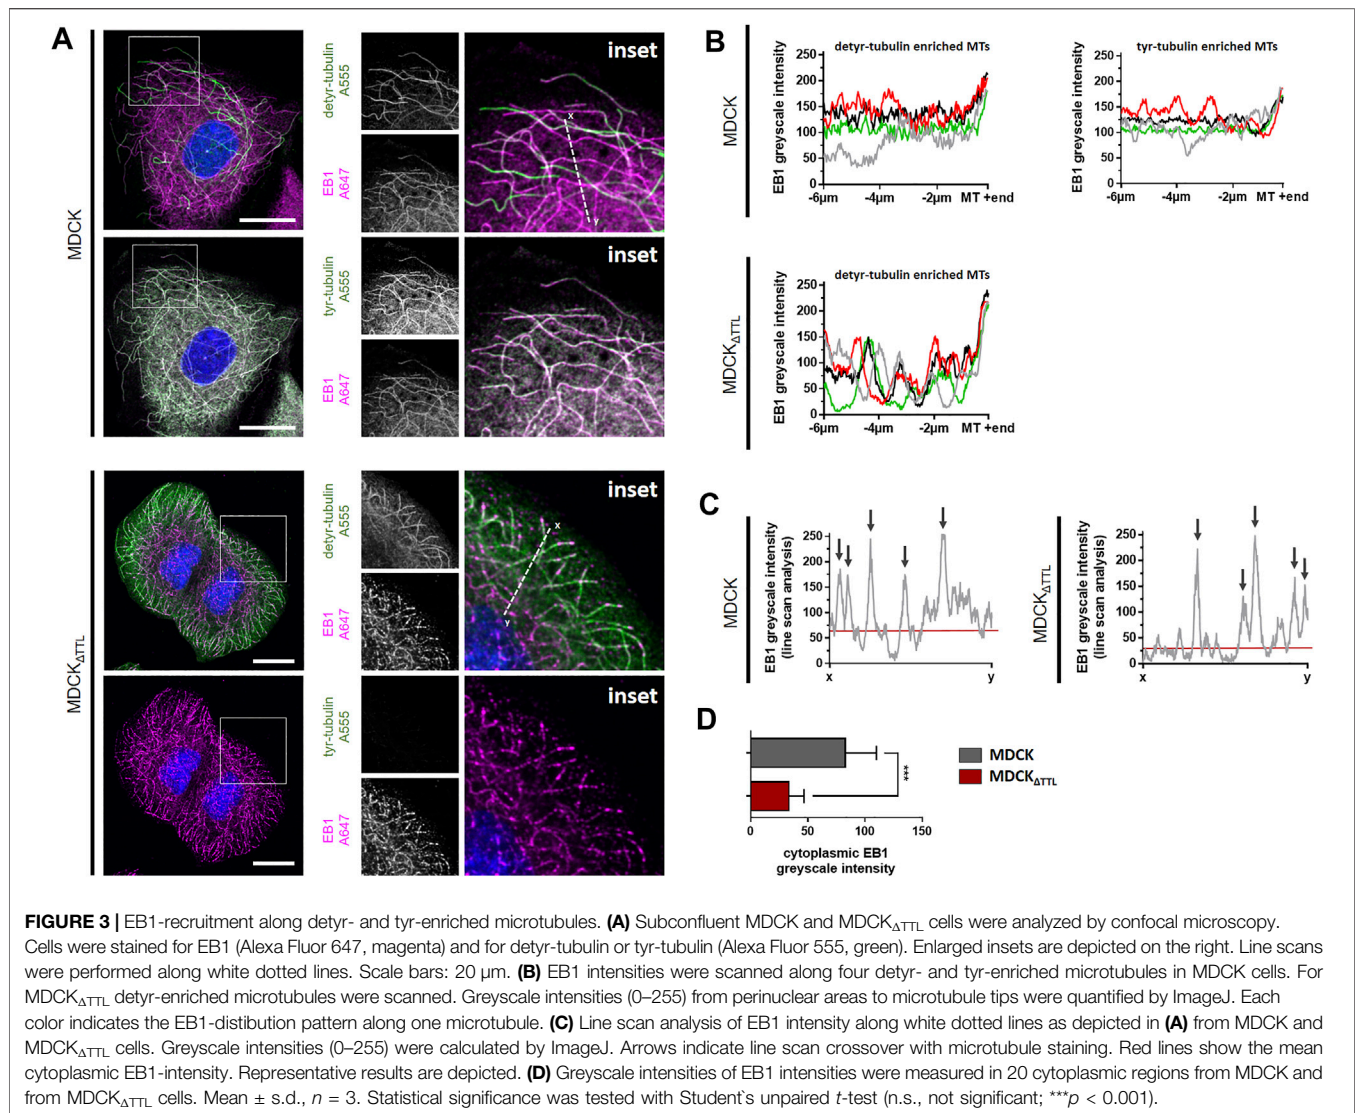 A
MDCK
detyr-tubulin
A555
EB1
A647
inset
x
y
tyr-tubulin
A555
EB1
A647
inset
MDCKΔTTL
detyr-tubulin
A555
EB1
A647
inset
x
y
tyr-tubulin
A555
EB1
A647
inset
B
MDCK
detyr-tubulin enriched MTs
EB1 greyscale intensity
250
200
150
100
50
0
-6µm -4µm -2µm MT +end
tyr-tubulin enriched MTs
EB1 greyscale intensity
250
200
150
100
50
0
-6µm -4µm -2µm MT +end
MDCKΔTTL
detyr-tubulin enriched MTs
EB1 greyscale intensity
250
200
150
100
50
0
-6µm -4µm -2µm MT +end
C
MDCK
EB1 greyscale intensity
(line scan analysis)
250
200
150
100
50
0
x y
MDCKΔTTL
EB1 greyscale intensity
(line scan analysis)
250
200
150
100
50
0
x y
D
***
0 50 100 150
cytoplasmic EB1
greyscale intensity
MDCK
MDCKΔTTL
FIGURE 3 | EB1-recruitment along detyr- and tyr-enriched microtubules. (A) Subconfluent MDCK and MDCKΔTTL cells were analyzed by confocal microscopy.
Cells were stained for EB1 (Alexa Fluor 647, magenta) and for detyr-tubulin or tyr-tubulin (Alexa Fluor 555, green). Enlarged insets are depicted on the right. Line scans
were performed along white dotted lines. Scale bars: 20 µm. (B) EB1 intensities were scanned along four detyr- and tyr-enriched microtubules in MDCK cells. For
MDCKΔTTL detyr-enriched microtubules were scanned. Greyscale intensities (0–255) from perinuclear areas to microtubule tips were quantified by ImageJ. Each
color indicates the EB1-distibution pattern along one microtubule. (C) Line scan analysis of EB1 intensity along white dotted lines as depicted in (A) from MDCK and
MDCKΔTTL cells. Greyscale intensities (0–255) were calculated by ImageJ. Arrows indicate line scan crossover with microtubule staining. Red lines show the mean
cytoplasmic EB1-intensity. Representative results are depicted. (D) Greyscale intensities of EB1 intensities were measured in 20 cytoplasmic regions from MDCK and
from MDCKΔTTL cells. Mean ± s.d., n = 3. Statistical significance was tested with Student`s unpaired t-test (n.s., not significant; ***p < 0.001).